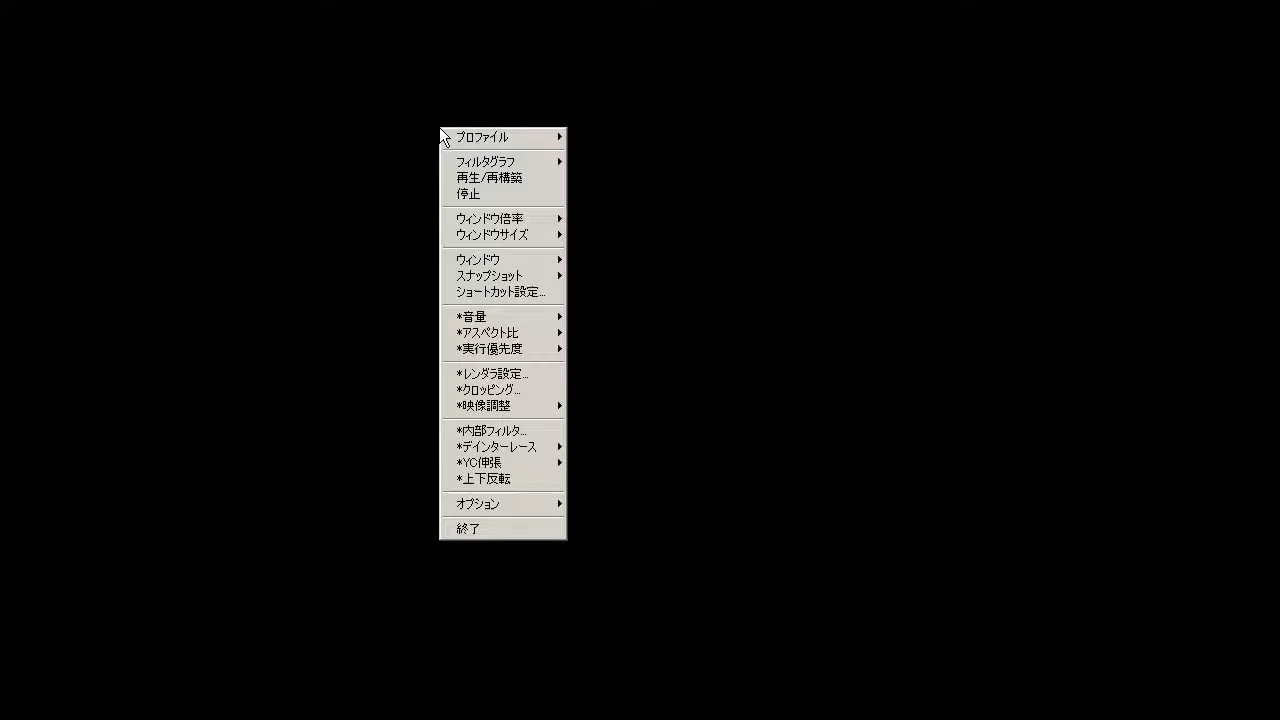 プロファイル
フィルタグラフ
再生/再構築
停止
ウィンドウ倍率
ウィンドウサイズ
ウィンドウ
スナップショット
ショートカット設定...
*音量
*アスペクト比
*実行優先度
*レンダラ設定...
*クロッピング...
*映像調整
*内部フィルタ...
*デインターレース
*YC伸張
*上下反転
オプション
終了